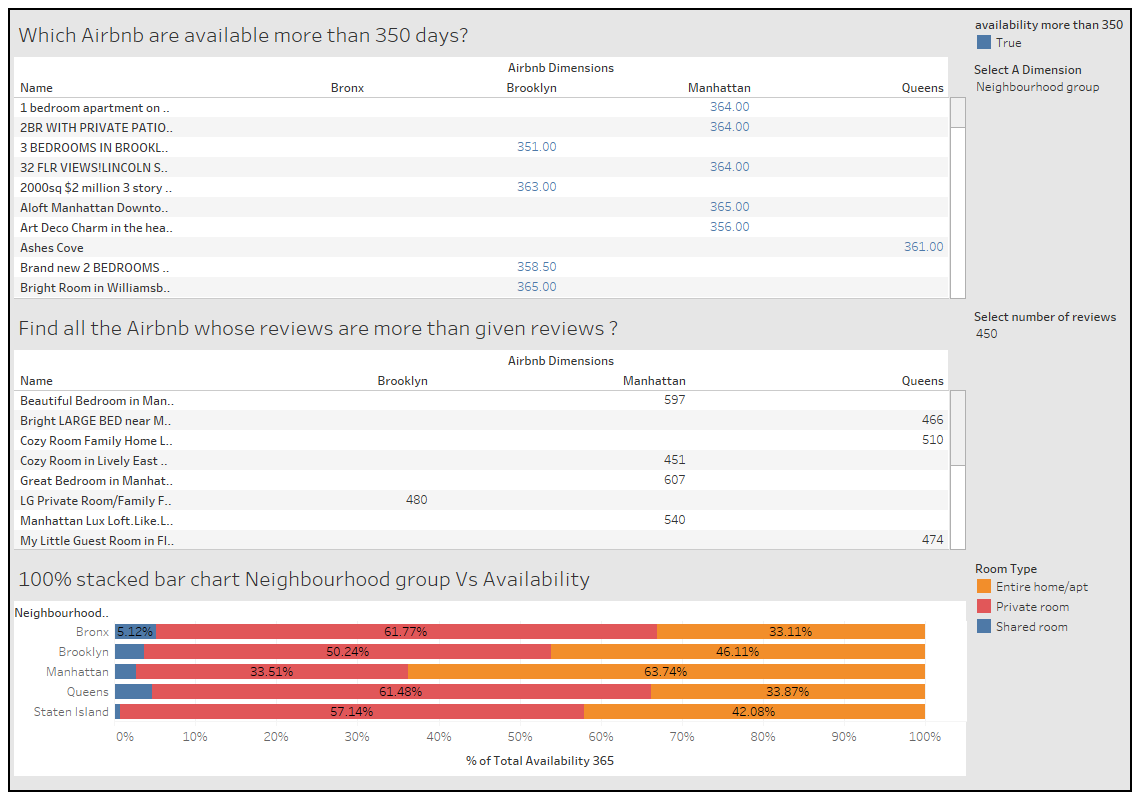 Which Airbnb are available more than 350 days?
availability more than 350
True
Select A Dimension
Neighbourhood group
Airbnb Dimensions
Name Bronx Brooklyn Manhattan Queens
1 bedroom apartment on .. 364.00
2BR WITH PRIVATE PATIO.. 364.00
3 BEDROOMS IN BROOKL.. 351.00
32 FLR VIEWS!LINCOLN S.. 364.00
2000sq $2 million 3 story .. 363.00
Aloft Manhattan Downto.. 365.00
Art Deco Charm in the hea.. 356.00
Ashes Cove 361.00
Brand new 2 BEDROOMS .. 358.50
Bright Room in Williamsb.. 365.00
Find all the Airbnb whose reviews are more than given reviews ?
Select number of reviews
450
Airbnb Dimensions
Name Brooklyn Manhattan Queens
Beautiful Bedroom in Man.. 597
Bright LARGE BED near M.. 466
Cozy Room Family Home L.. 510
Cozy Room in Lively East .. 451
Great Bedroom in Manhat.. 607
LG Private Room/Family F.. 480
Manhattan Lux Loft.Like.L.. 540
My Little Guest Room in Fl.. 474
100% stacked bar chart Neighbourhood group Vs Availability
Room Type
Entire home/apt
Private room
Shared room
Neighbourhood..
Bronx 5.12% 61.77% 33.11%
Brooklyn 50.24% 46.11%
Manhattan 33.51% 63.74%
Queens 61.48% 33.87%
Staten Island 57.14% 42.08%
0% 10% 20% 30% 40% 50% 60% 70% 80% 90% 100%
% of Total Availability 365